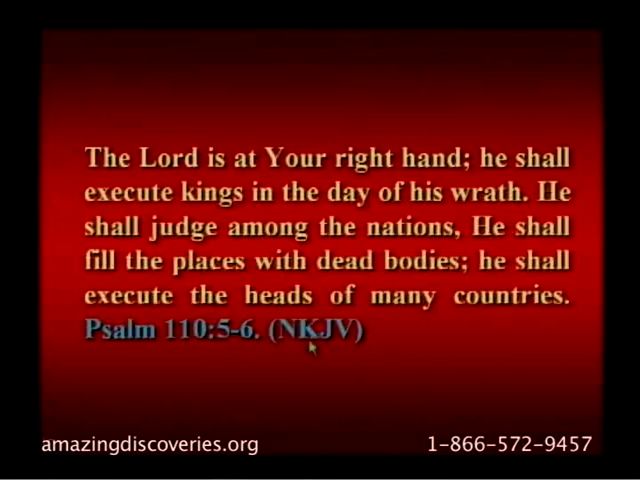 The Lord is at Your right hand; he shall
execute kings in the day of his wrath. He
shall judge among the nations, He shall
fill the places with dead bodies; he shall
execute the heads of many countries.
Psalm 110:5-6. (NKJV)
amazingdiscoveries.org
1-866-572-9457